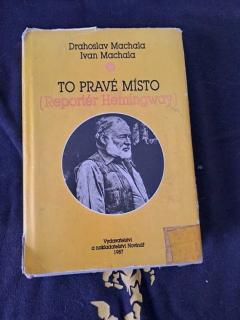 Drahoslav Machala
Ivan Machala
TO PRAVÉ MÍSTO
(Reportér Hemingway)
Vydavatelství
a nakladatelství Novinář
1987